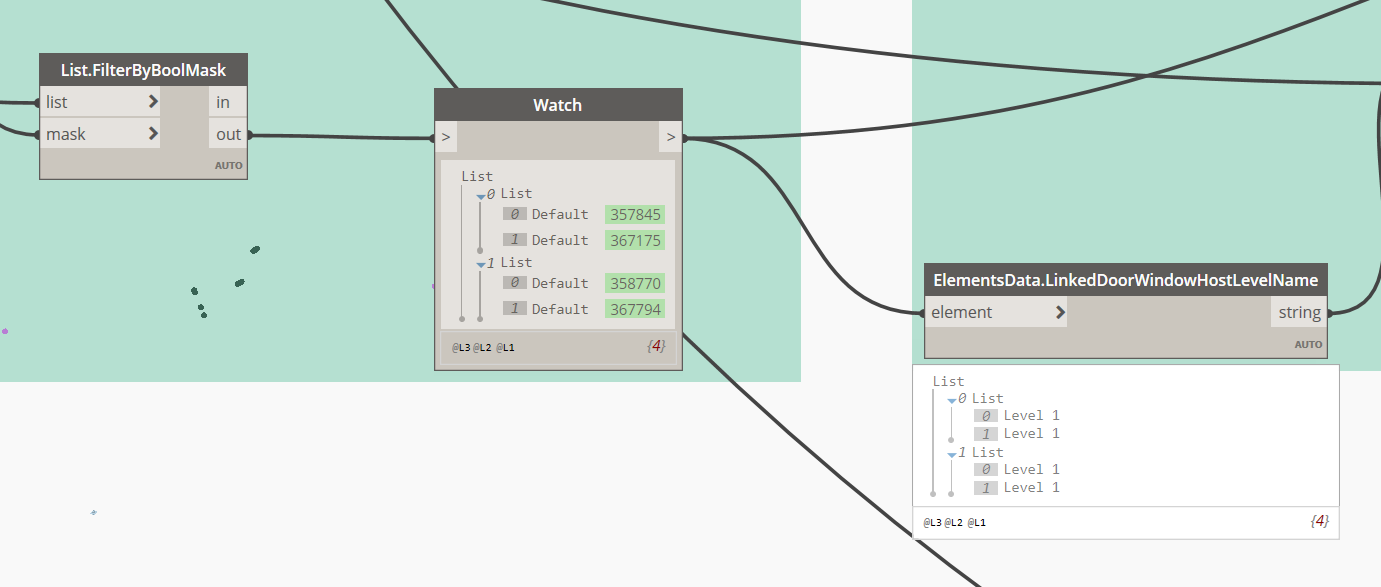 List.FilterByBoolMask
list >
in
mask >
out
AUTO
Watch
> >
List
0 List
0 Default 357845
1 Default 367175
1 List
0 Default 358770
1 Default 367794
@L3 @L2 @L1 {4}
ElementsData.LinkedDoorWindowHostLevelName
element > string
AUTO
List
0 List
0 Level 1
1 Level 1
1 List
0 Level 1
1 Level 1
@L3 @L2 @L1 {4}